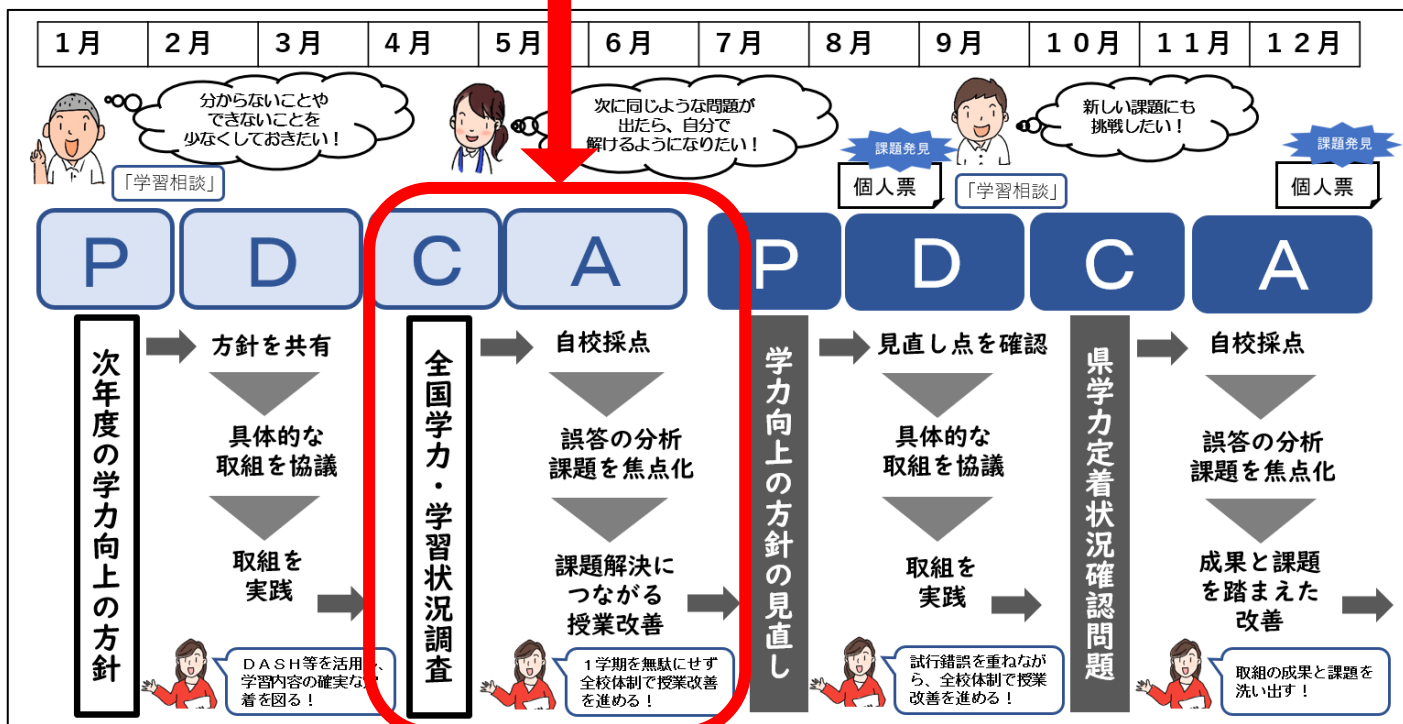 1月 2月 3月 4月 5月 6月 7月 8月 9月 10月 11月 12月
分からないことや
できないことを
少なくしておきたい！
次に同じような問題が
出たら、自分で
解けるようになりたい！
新しい課題にも
挑戦したい！
「学習相談」
課題発見
個人票
「学習相談」
課題発見
個人票
P D C A P D C A
次年度の学力向上の方針
方針を共有
具体的な
取組を協議
取組を
実践
DASH等を活用し、
学習内容の確実な
着を図る！
全国学力・学習状況調査
自校採点
誤答の分析
課題を焦点化
課題解決に
つながる
授業改善
１学期を無駄にせず
全校体制で授業改善
を進める！
学力向上の方針の見直し
見直し点を確認
具体的な
取組を協議
取組を
実践
試行錯誤を重ねなが
ら、全校体制で授業
改善を進める！
県学力定着状況確認問題
自校採点
誤答の分析
課題を焦点化
成果と課題
を踏まえた
改善
取組の成果と課題を
洗い出す！